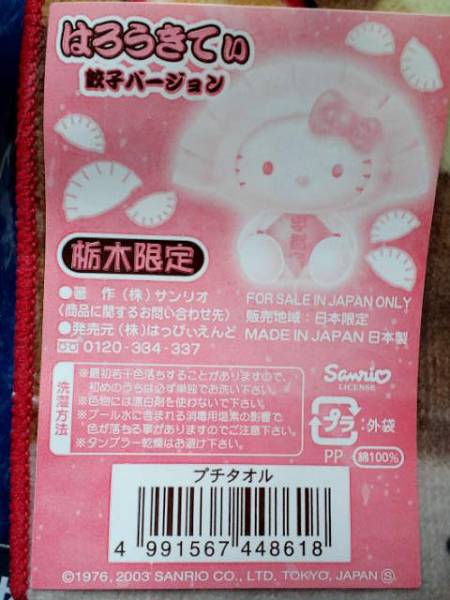 はろうきてぃ
餃子バージョン
栃木限定
●著 作 (株) サンリオ
(商品に関するお問い合わせ先)
●発売元 (株) はっぴぃえんど
0120-334-337
FOR SALE IN JAPAN ONLY
販売地域:日本限定
MADE IN JAPAN 日本製
洗濯方法
※最初若干色落ちすることがありますので、
初めのうちは必ず単独でお洗い下さい。
※色物には漂白剤を使わないで下さい。
※プール水に含まれる消毒用塩素の影響で
色が落ちる事がありますのでご注意下さい。
※タンブラー乾燥はお避け下さい。
Sanrio
LICENSE
プラ :外袋
PP 綿100%
プチタオル
4 991567 448618
©1976, 2003 SANRIO CO., LTD. TOKYO, JAPAN Ⓢ